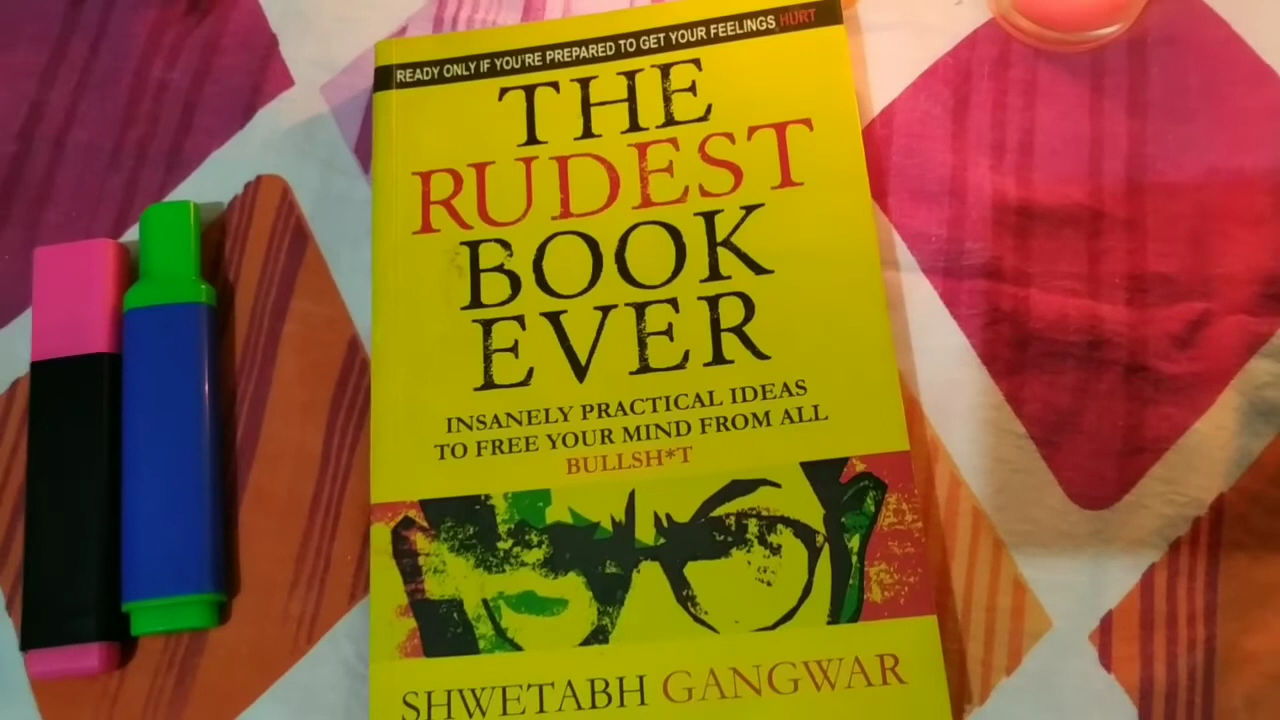 READY ONLY IF YOU'RE PREPARED TO GET YOUR FEELINGS HURT
THE
RUDEST
BOOK
EVER
INSANELY PRACTICAL IDEAS
TO FREE YOUR MIND FROM ALL
BULLSH*T
SHWETABH GANGWAR